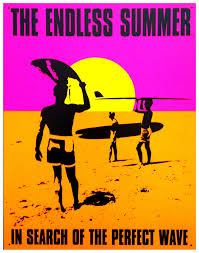 THE ENDLESS SUMMER
IN SEARCH OF THE PERFECT WAVE